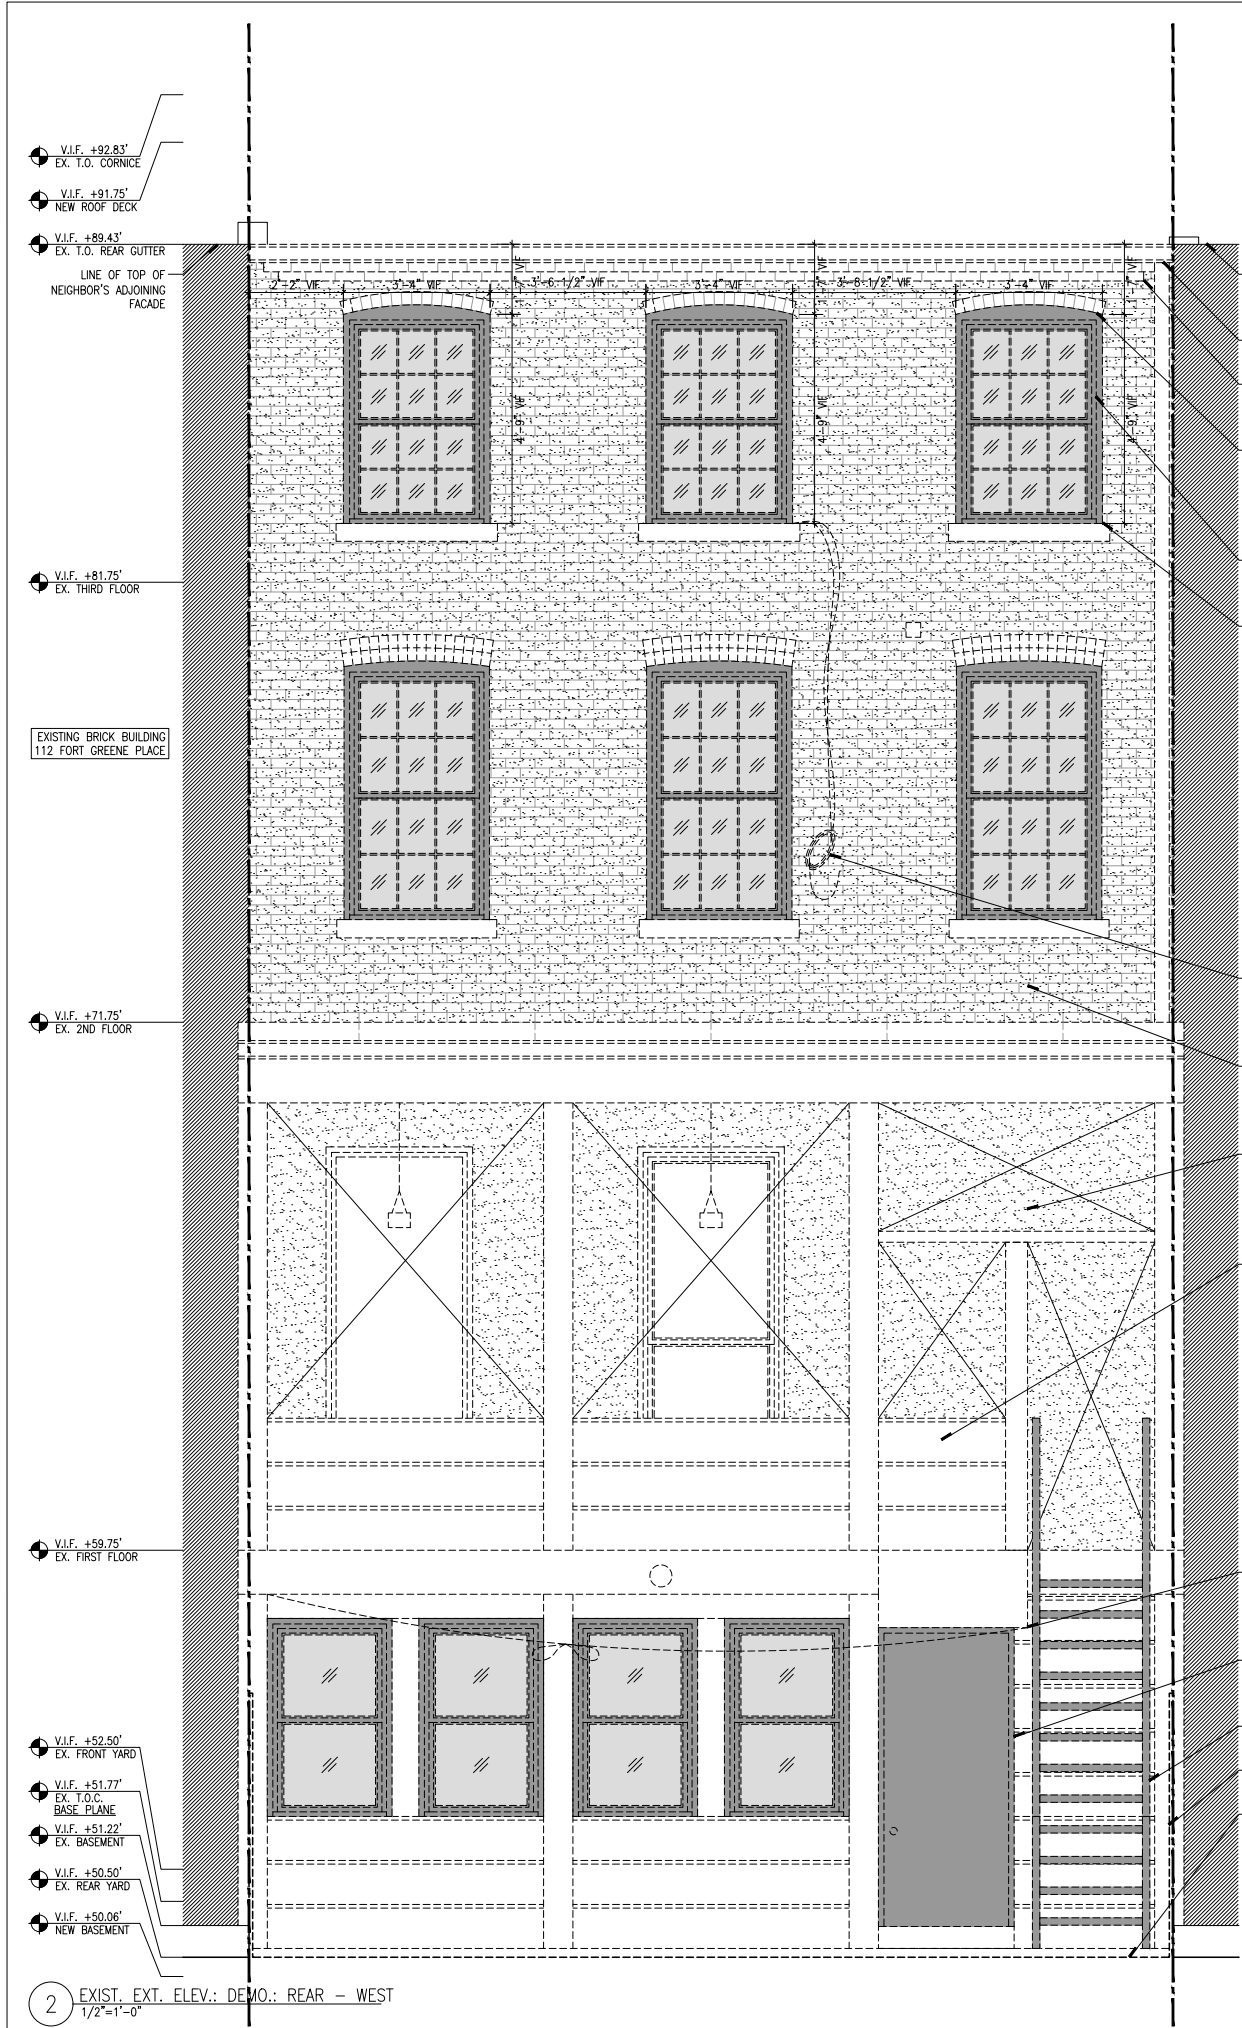 V.I.F. +92.83'
EX. T.O. CORNICE
V.I.F. +91.75'
NEW ROOF DECK
V.I.F. +89.43'
EX. T.O. REAR GUTTER
LINE OF TOP OF
NEIGHBOR'S ADJOINING
FACADE
2'-2" VIF
3'-4" VIF
3'-6 1/2" VIF
3'-4" VIF
3'-8 1/2" VIF
3'-4" VIF
4'-9" VIF
4'-9" VIF
4'-9" VIF
V.I.F. +81.75'
EX. THIRD FLOOR
EXISTING BRICK BUILDING
112 FORT GREENE PLACE
V.I.F. +71.75'
EX. 2ND FLOOR
V.I.F. +59.75'
EX. FIRST FLOOR
V.I.F. +52.50'
EX. FRONT YARD
V.I.F. +51.77'
EX. T.O.C.
BASE PLANE
V.I.F. +51.22'
EX. BASEMENT
V.I.F. +50.50'
EX. REAR YARD
V.I.F. +50.06'
NEW BASEMENT
2 EXIST. EXT. ELEV.: DEMO.: REAR - WEST
1/2"=1'-0"